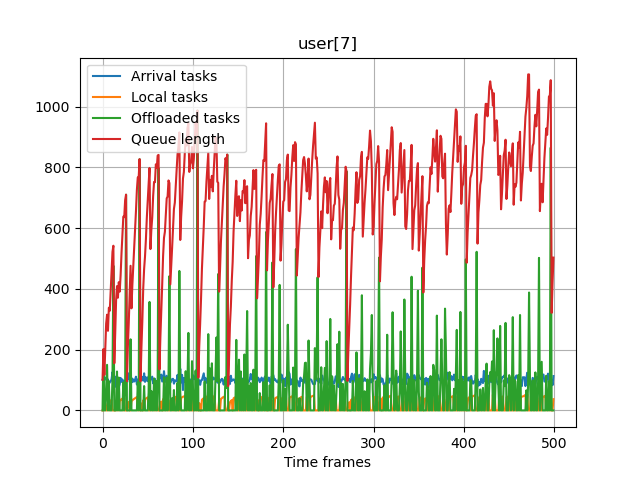 user[7]
Arrival tasks
Local tasks
Offloaded tasks
Queue length
1000
800
600
400
200
0
0 100 200 300 400 500
Time frames